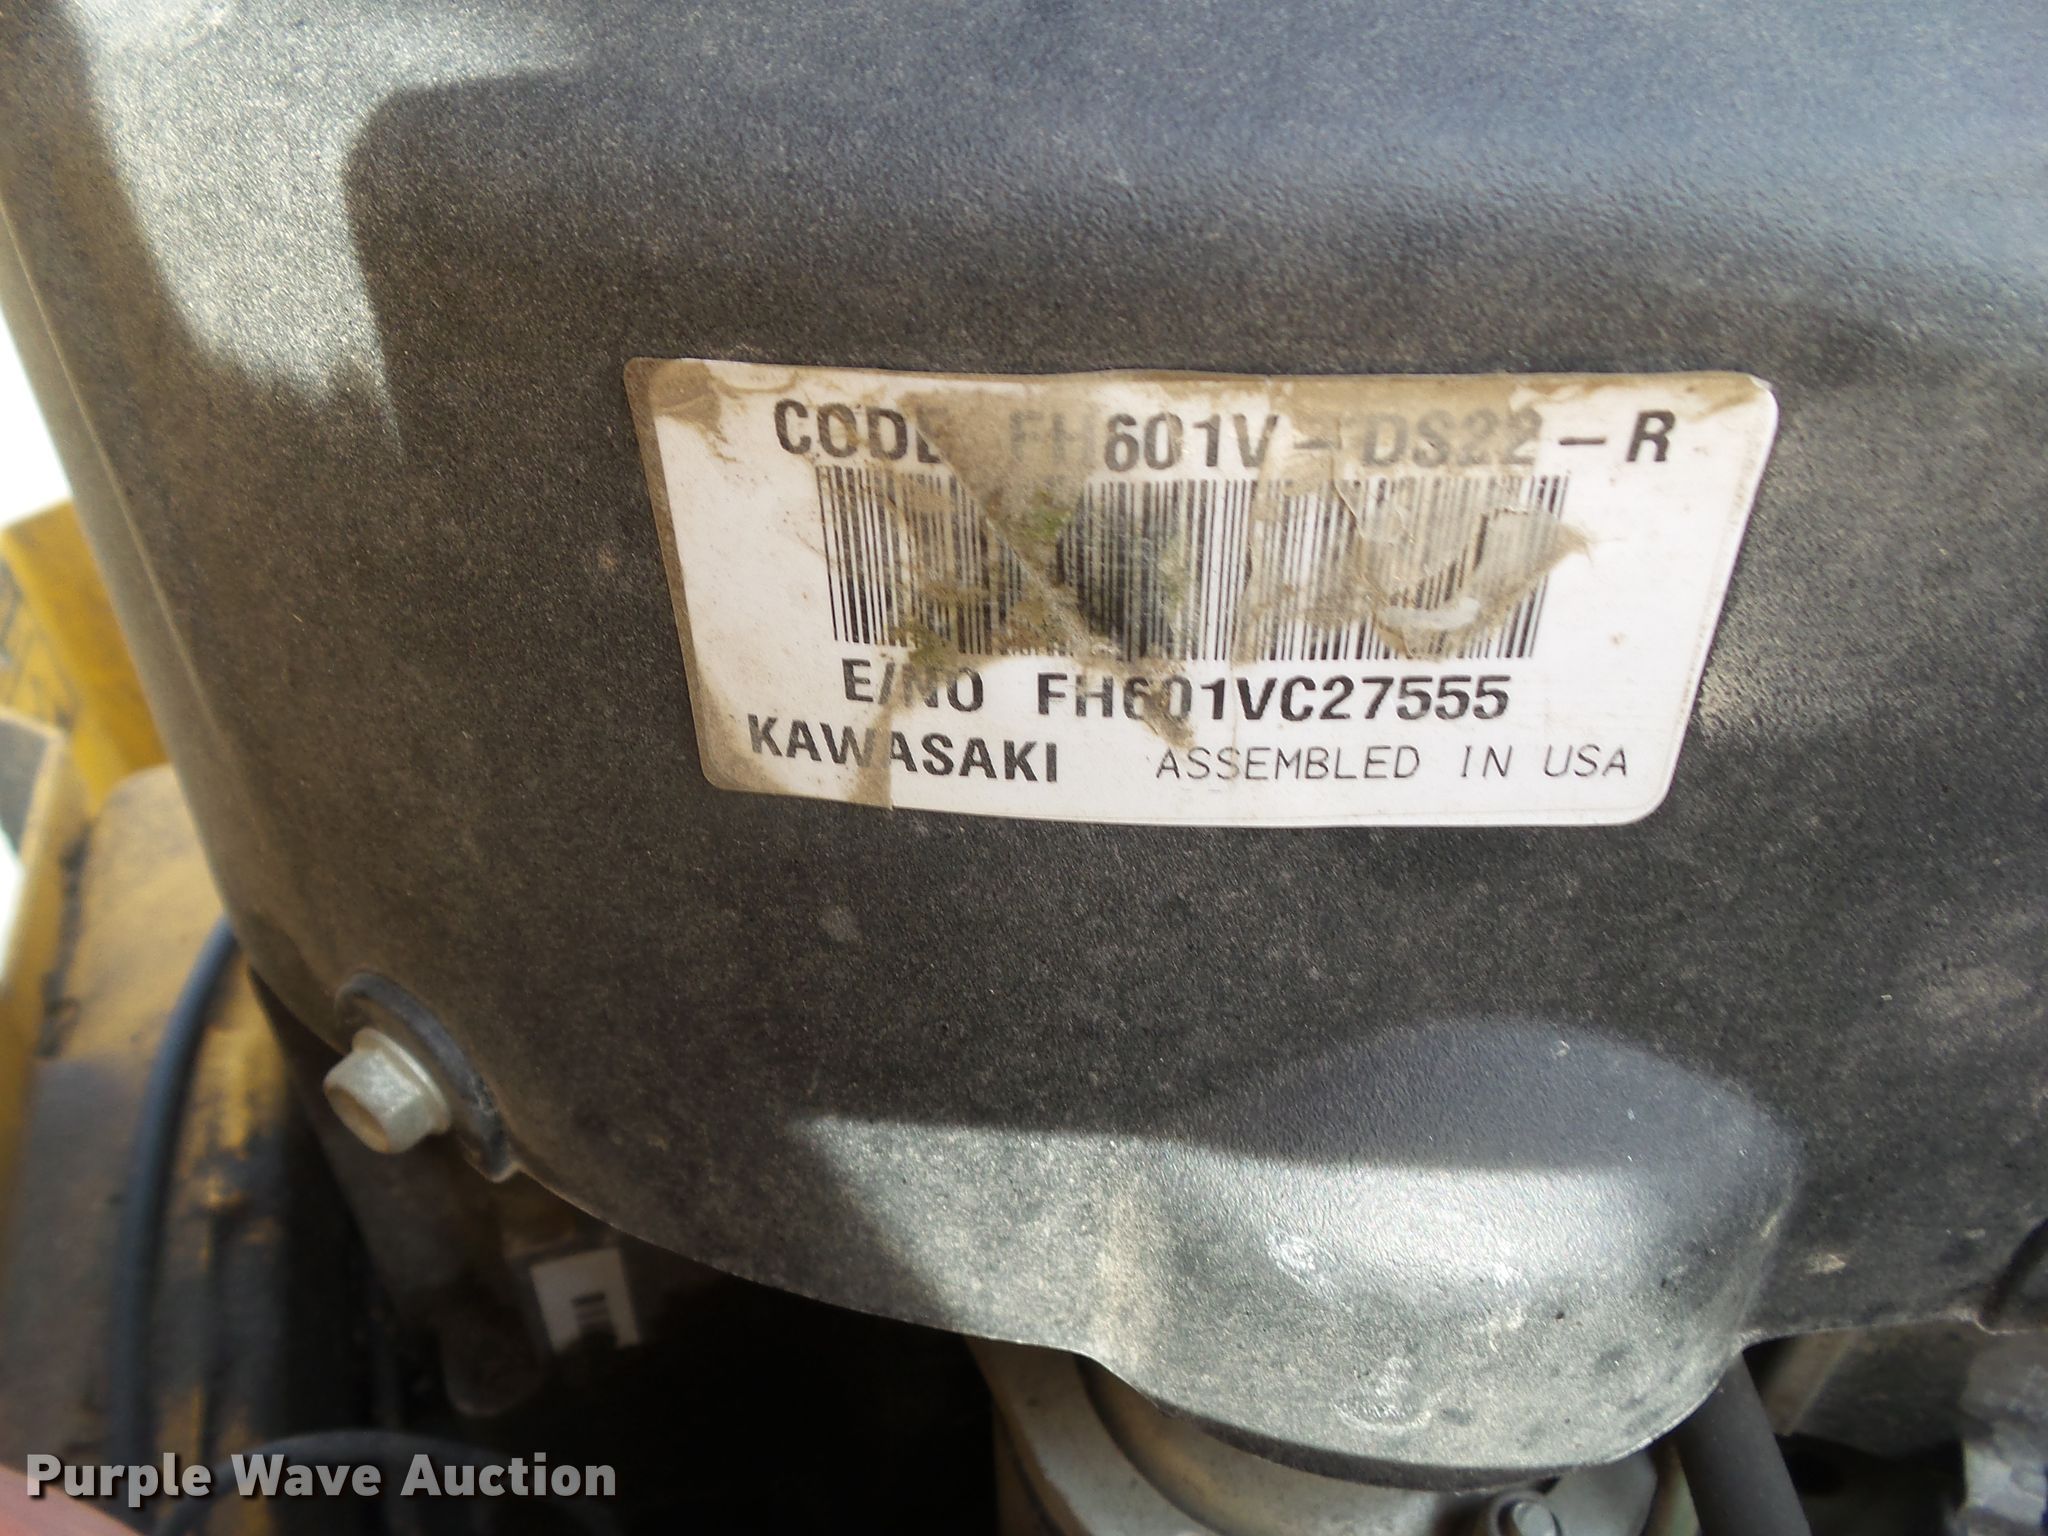 CODE FH601V-DS22-R
E/NO FH601VC27555
KAWASAKI ASSEMBLED IN USA
Purple Wave Auction